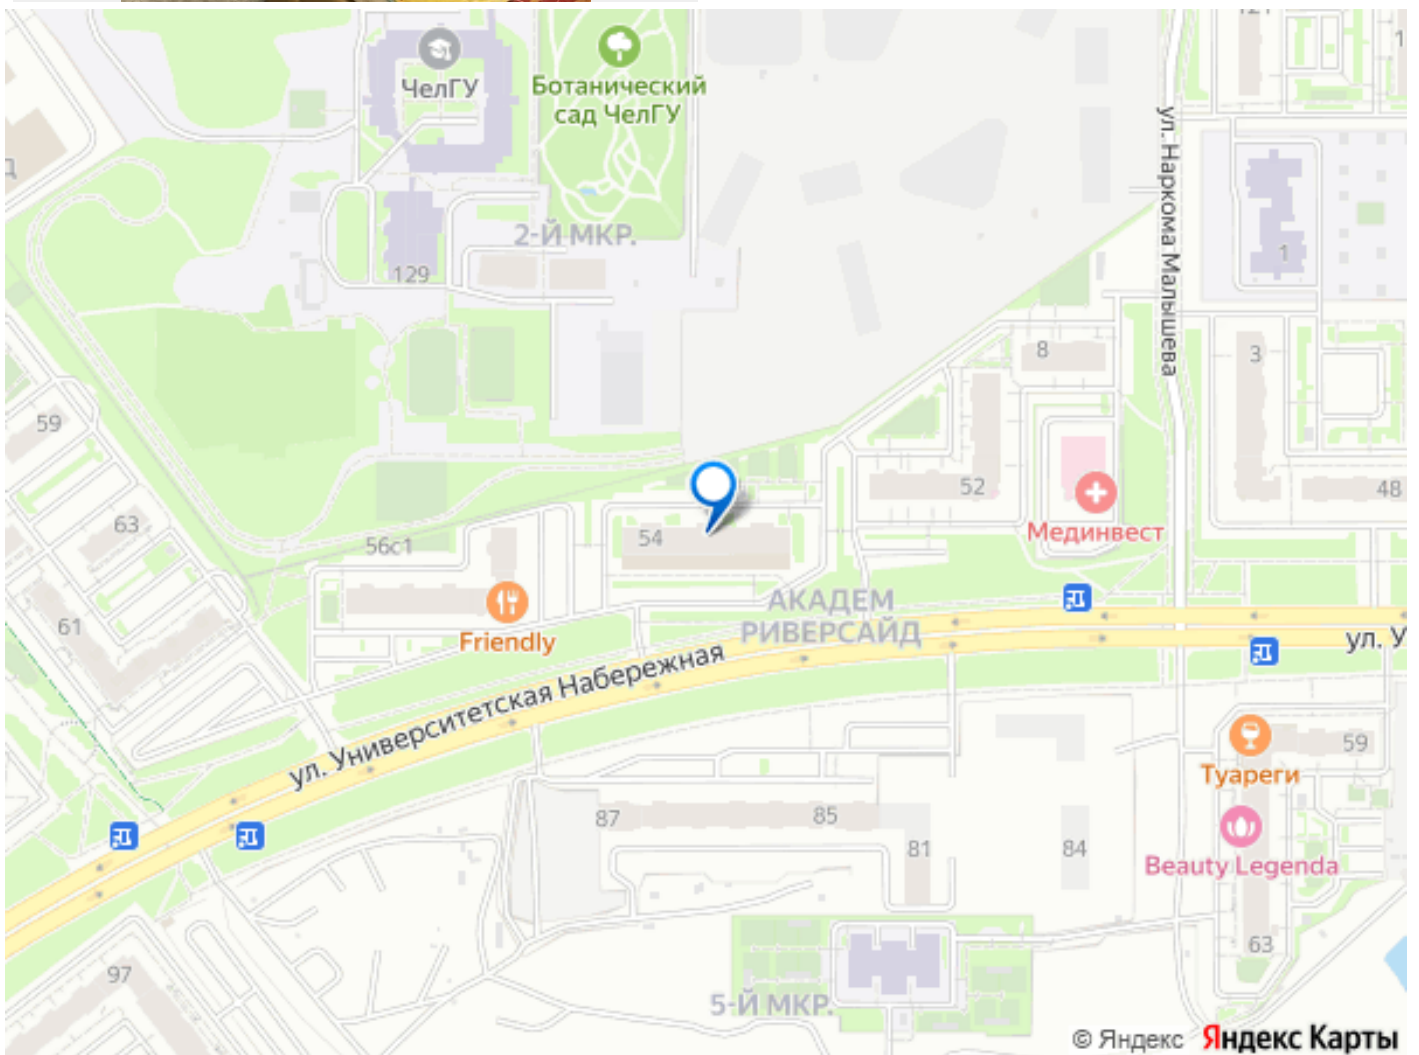 ЧелГУ
Ботанический
сад ЧелГУ
ул. Наркома Малышева
2-Й МКР.
129
1
8
3
59
52
48
63
54
56с1
Мединвест
61
Friendly
АКАДЕМ
РИВЕРСАЙД
ул. У
ул. Университетская Набережная
59
Туареги
87
85
81
84
Beauty Legenda
97
63
5-Й МКР.
© Яндекс Яндекс Карты